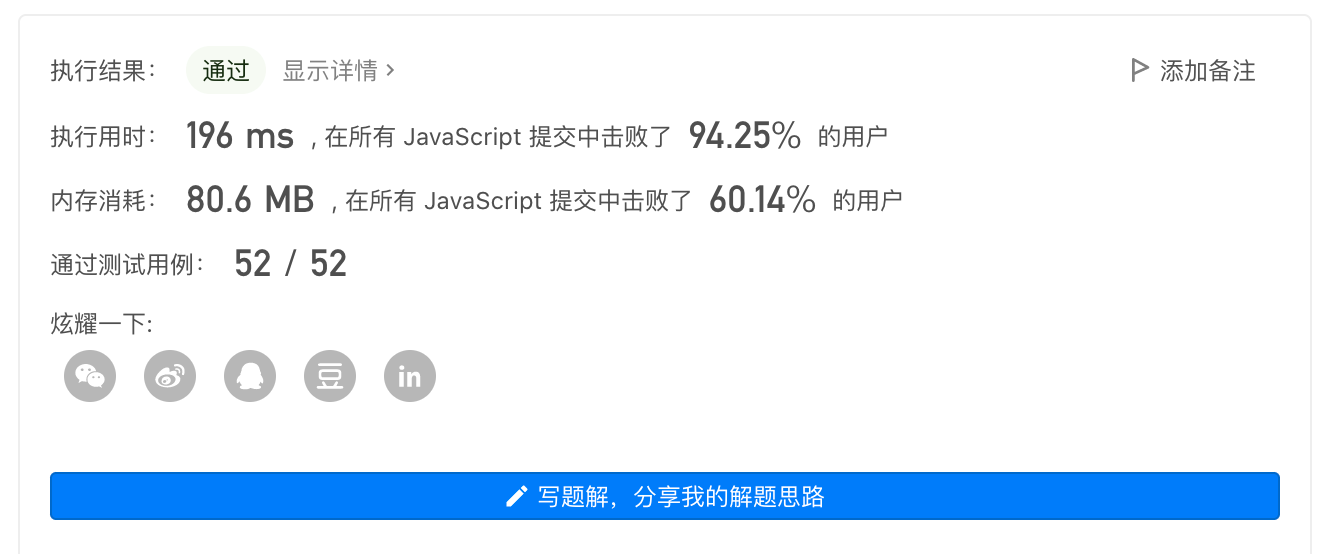 执行结果： 通过 显示详情 › 添加备注
执行用时： 196 ms ，在所有 JavaScript 提交中击败了 94.25% 的用户
内存消耗： 80.6 MB ，在所有 JavaScript 提交中击败了 60.14% 的用户
通过测试用例： 52 / 52
炫耀一下:
豆 in
写题解，分享我的解题思路